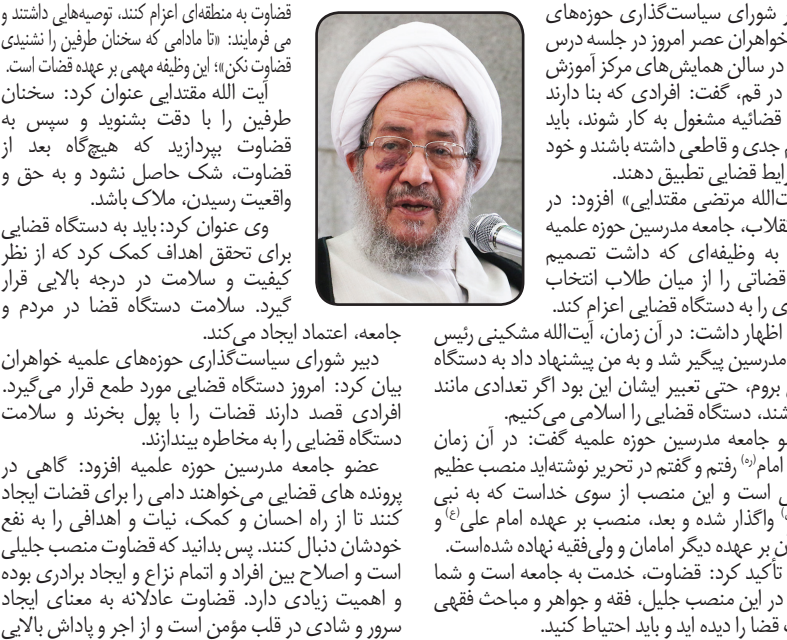 ر شورای سیاست‌گذاری حوزه‌های
خواهران عصر امروز در جلسه درس
در سالن همایش‌های مرکز آموزش
در قم، گفت: افرادی که بنا دارند
قضائیه مشغول به کار شوند، باید
م جدی و قاطعی داشته باشند و خود
رایط قضایی تطبیق دهند.
ت‌الله مرتضی مقتدایی» افزود: در
نقلاب، جامعه مدرسین حوزه علمیه
به وظیفه‌ای که داشت تصمیم
قضاتی را از میان طلاب انتخاب
ی را به دستگاه قضایی اعزام کند.
اظهار داشت: در آن زمان، آیت‌الله مشکینی رئیس
مدرسین پیگیر شد و به من پیشنهاد داد به دستگاه
بروم، حتی تعبیر ایشان این بود اگر تعدادی مانند
شند، دستگاه قضایی را اسلامی می‌کنیم.
و جامعه مدرسین حوزه علمیه گفت: در آن زمان
امام(ره) رفتم و گفتم در تحریر نوشته‌اید منصب عظیم
ی است و این منصب از سوی خداست که به نبی
واگذار شده و بعد، منصب بر عهده امام علی(ع) و
ن بر عهده دیگر امامان و ولی‌فقیه نهاده شده‌است.
تأکید کرد: قضاوت، خدمت به جامعه است و شما
در این منصب جلیل، فقه و جواهر و مباحث فقهی
ت قضا را دیده اید و باید احتیاط کنید.
قضاوت به منطقه‌ای اعزام کنند، توصیه‌هایی داشتند و
می فرمایند: «تا مادامی که سخنان طرفین را نشنیدی
قضاوت نکن»؛ این وظیفه مهمی بر عهده قضات است.
آیت الله مقتدایی عنوان کرد: سخنان
طرفین را با دقت بشنوید و سپس به
قضاوت بپردازید که هیچ‌گاه بعد از
قضاوت، شک حاصل نشود و به حق و
واقعیت رسیدن، ملاک باشد.
وی عنوان کرد: باید به دستگاه قضایی
برای تحقق اهداف کمک کرد که از نظر
کیفیت و سلامت در درجه بالایی قرار
گیرد. سلامت دستگاه قضا در مردم و
جامعه، اعتماد ایجاد می‌کند.
دبیر شورای سیاست‌گذاری حوزه‌های علمیه خواهران
بیان کرد: امروز دستگاه قضایی مورد طمع قرار می‌گیرد.
افرادی قصد دارند قضات را با پول بخرند و سلامت
دستگاه قضایی را به مخاطره بیندازند.
عضو جامعه مدرسین حوزه علمیه افزود: گاهی در
پرونده های قضایی می‌خواهند دامی را برای قضات ایجاد
کنند تا از راه احسان و کمک، نیات و اهدافی را به نفع
خودشان دنبال کنند. پس بدانید که قضاوت منصب جلیلی
است و اصلاح بین افراد و اتمام نزاع و ایجاد برادری بوده
و اهمیت زیادی دارد. قضاوت عادلانه به معنای ایجاد
سرور و شادی در قلب مؤمن است و از اجر و پاداش بالایی